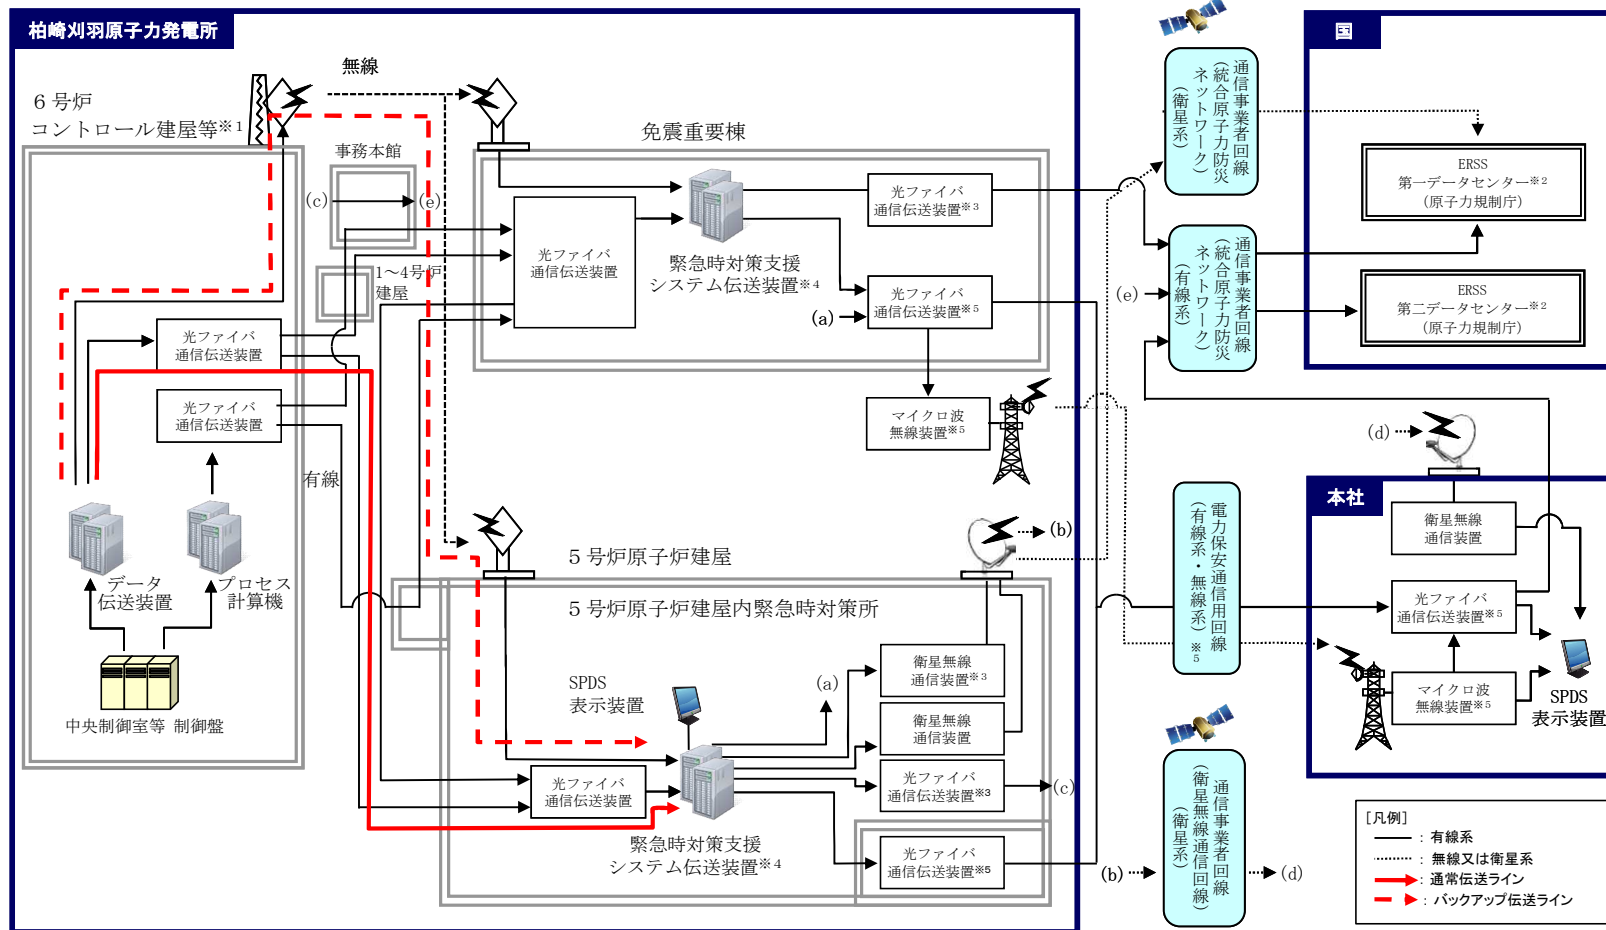 柏崎刈羽原子力発電所
6号炉
コントロール建屋等※1
無線
事務本館
(c)
(e)
1～4号炉
建屋
光ファイバ
通信伝送装置
光ファイバ
通信伝送装置
有線
データ
伝送装置
プロセス
計算機
中央制御室等 制御盤
免震重要棟
光ファイバ
通信伝送装置
緊急時対策支援
システム伝送装置※4
光ファイバ
通信伝送装置※3
光ファイバ
通信伝送装置※5
(a)
マイクロ波
無線装置※5
5号炉原子炉建屋
5号炉原子炉建屋内緊急時対策所
(b)
SPDS
表示装置
(a)
光ファイバ
通信伝送装置
緊急時対策支援
システム伝送装置※4
衛星無線
通信装置※3
衛星無線
通信装置
光ファイバ
通信伝送装置※3
(c)
光ファイバ
通信伝送装置※5
通信事業者回線
(統合原子力防災
ネットワーク)
(衛星系)
通信事業者回線
(統合原子力防災
ネットワーク)
(有線系)
(e)
電力保安通信用回線
(有線系・無線系)※5
通信事業者回線
(衛星無線通信回線)
(衛星系)
(b)
(d)
国
ERSS
第一データセンター※2
(原子力規制庁)
ERSS
第二データセンター※2
(原子力規制庁)
(d)
本社
衛星無線
通信装置
光ファイバ
通信伝送装置※5
マイクロ波
無線装置※5
SPDS
表示装置
[凡例]
：有線系
：無線又は衛星系
：通常伝送ライン
：バックアップ伝送ライン